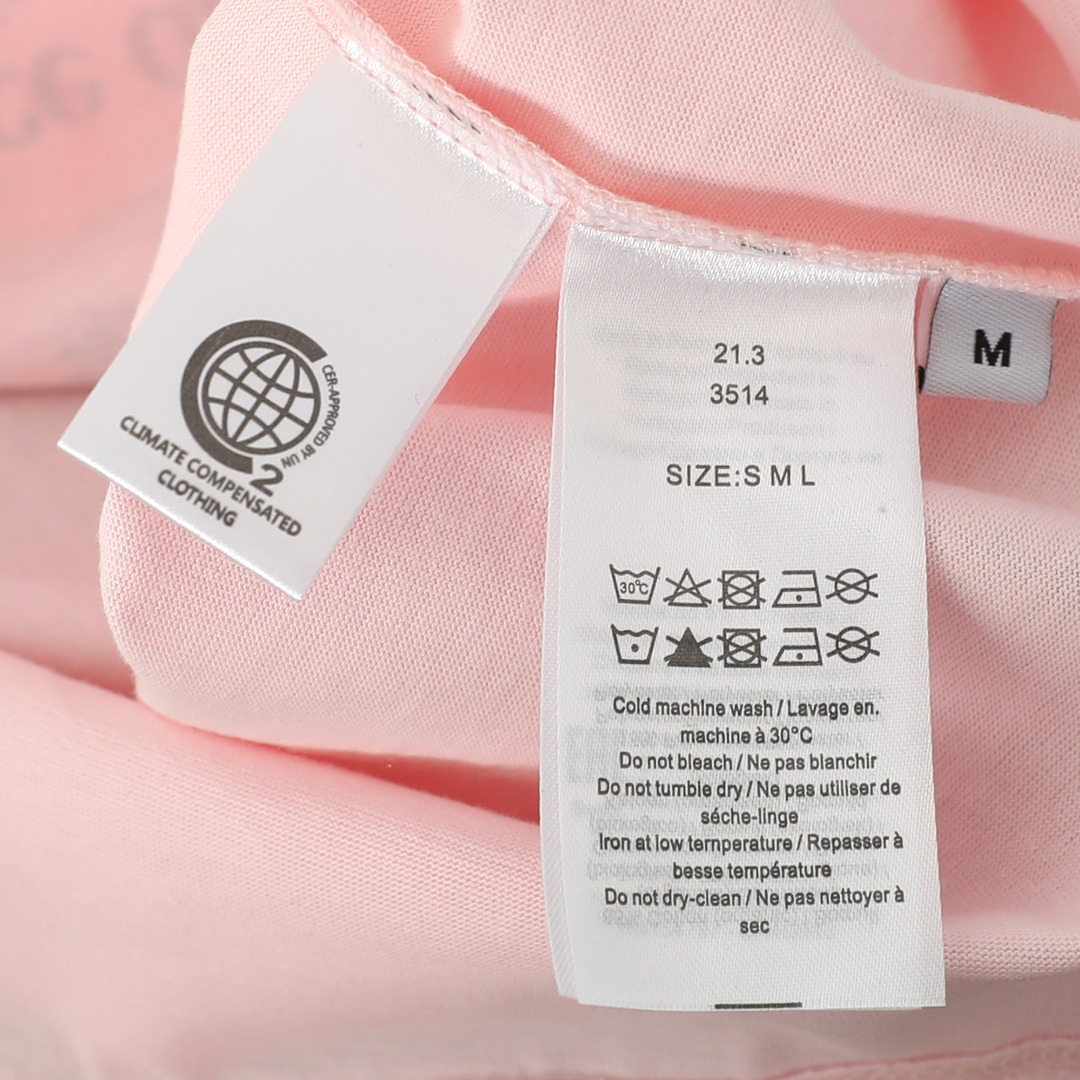 CER-APPROVED BY UN
2
CLIMATE COMPENSATED
CLOTHING
21.3
3514
SIZE:S M L
M
30°C
Cold machine wash / Lavage en.
machine à 30°C
Do not bleach / Ne pas blanchir
Do not tumble dry / Ne pas utiliser de
séche-linge
Iron at low ternperature / Repasser à
besse température
Do not dry-clean / Ne pas nettoyer à
sec